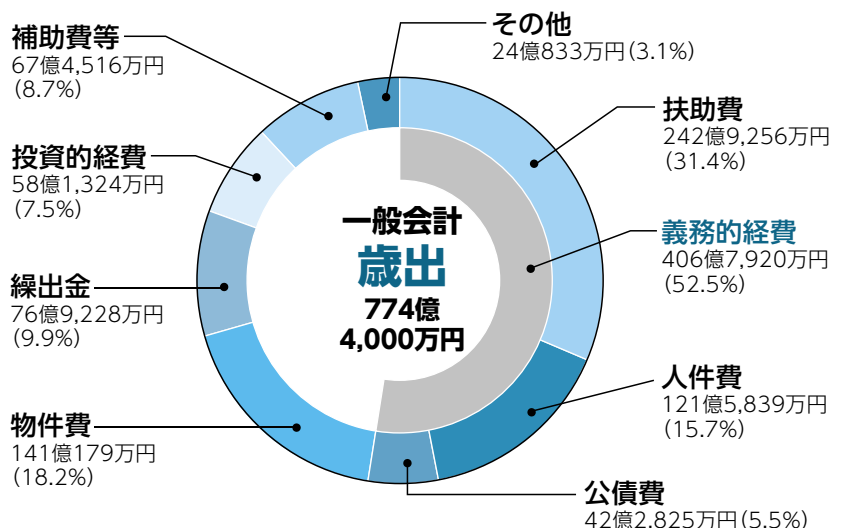 その他
24億833万円(3.1%)
補助費等
67億4,516万円
(8.7%)
扶助費
242億9,256万円
(31.4%)
投資的経費
58億1,324万円
(7.5%)
一般会計
歳出
774億
4,000万円
義務的経費
406億7,920万円
(52.5%)
繰出金
76億9,228万円
(9.9%)
人件費
121億5,839万円
(15.7%)
物件費
141億179万円
(18.2%)
公債費
42億2,825万円(5.5%)